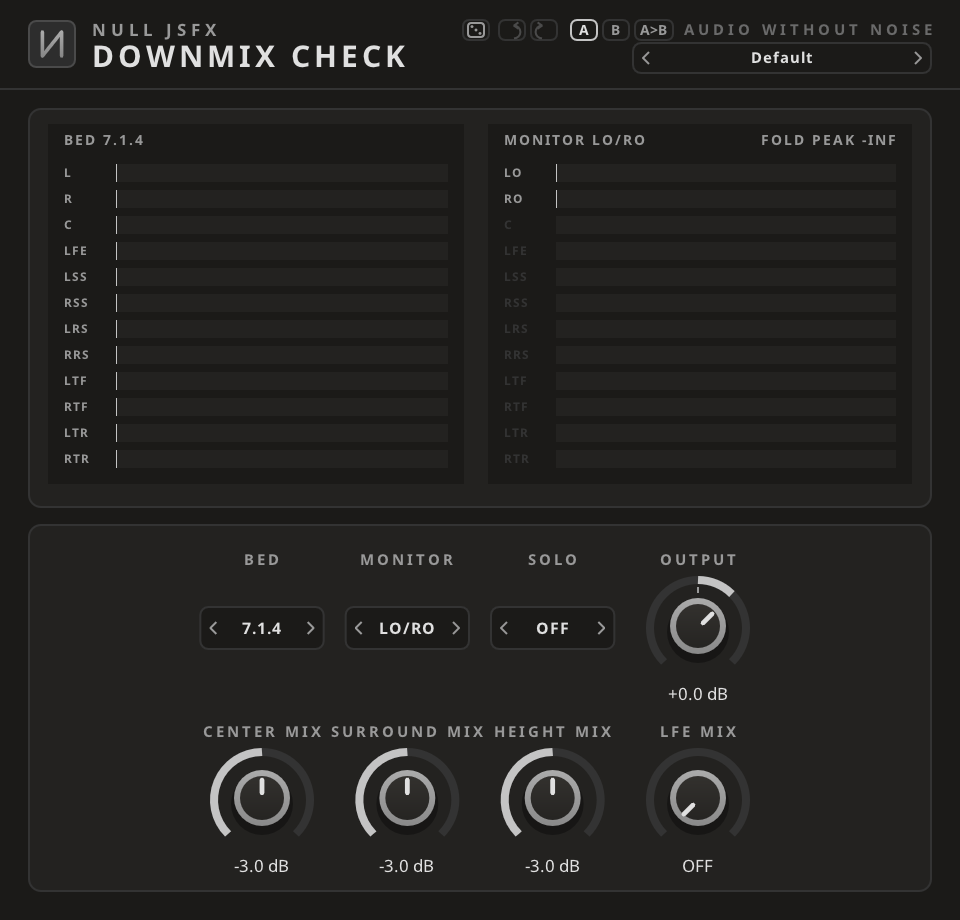 NULL JSFX
DOWNMIX CHECK
A B A>B AUDIO WITHOUT NOISE
Default
BED 7.1.4
L
R
C
LFE
LSS
RSS
LRS
RRS
LTF
RTF
LTR
RTR
MONITOR LO/RO FOLD PEAK -INF
LO
RO
C
LFE
LSS
RSS
LRS
RRS
LTF
RTF
LTR
RTR
BED MONITOR SOLO OUTPUT
7.1.4 LO/RO OFF
+0.0 dB
CENTER MIX SURROUND MIX HEIGHT MIX LFE MIX
-3.0 dB -3.0 dB -3.0 dB OFF